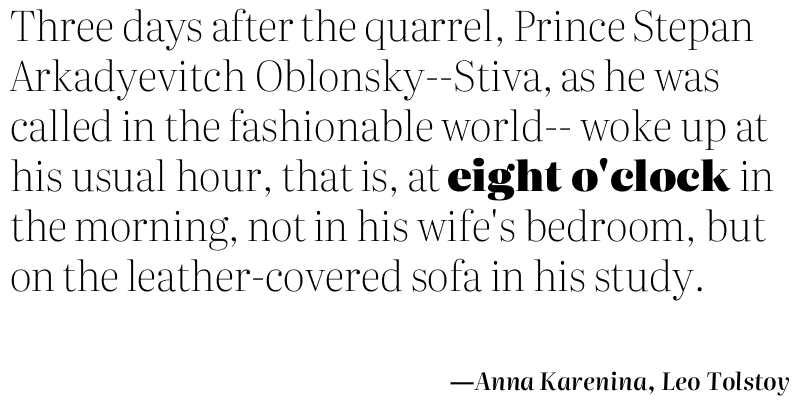 Three days after the quarrel, Prince Stepan
Arkadyevitch Oblonsky--Stiva, as he was
called in the fashionable world-- woke up at
his usual hour, that is, at eight o'clock in
the morning, not in his wife's bedroom, but
on the leather-covered sofa in his study.
—Anna Karenina, Leo Tolstoy